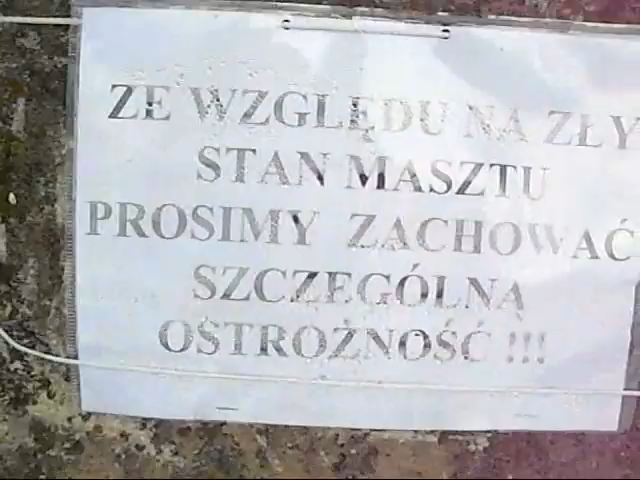 ZE WZGLĘDU NA ZŁY
STAN MASZTU
PROSIMY ZACHOWAĆ
SZCZEGÓLNĄ
OSTROŻNOŚĆ !!!